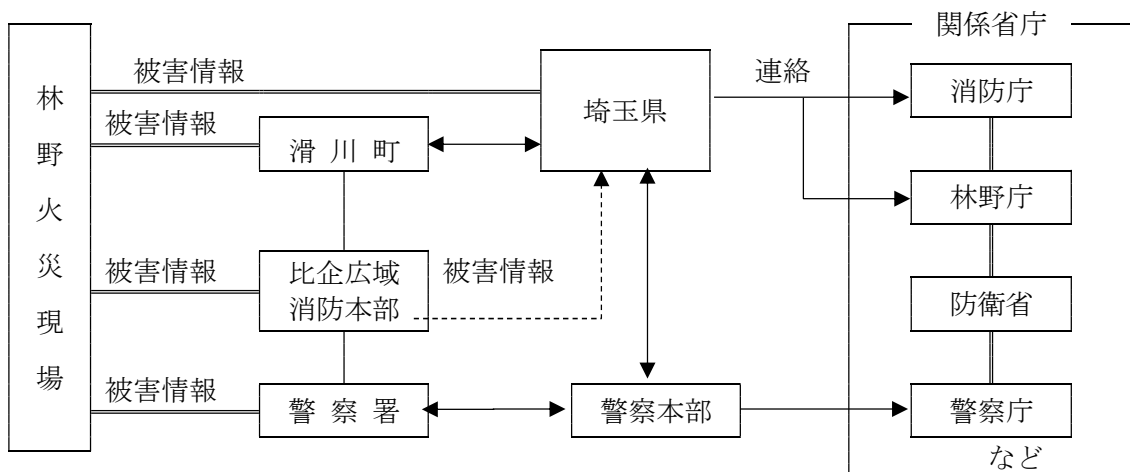 関係省庁
林野火災現場
被害情報
埼玉県
連絡
消防庁
被害情報
滑川町
林野庁
被害情報
比企広域
消防本部
被害情報
防衛省
被害情報
警察署
警察本部
警察庁
など